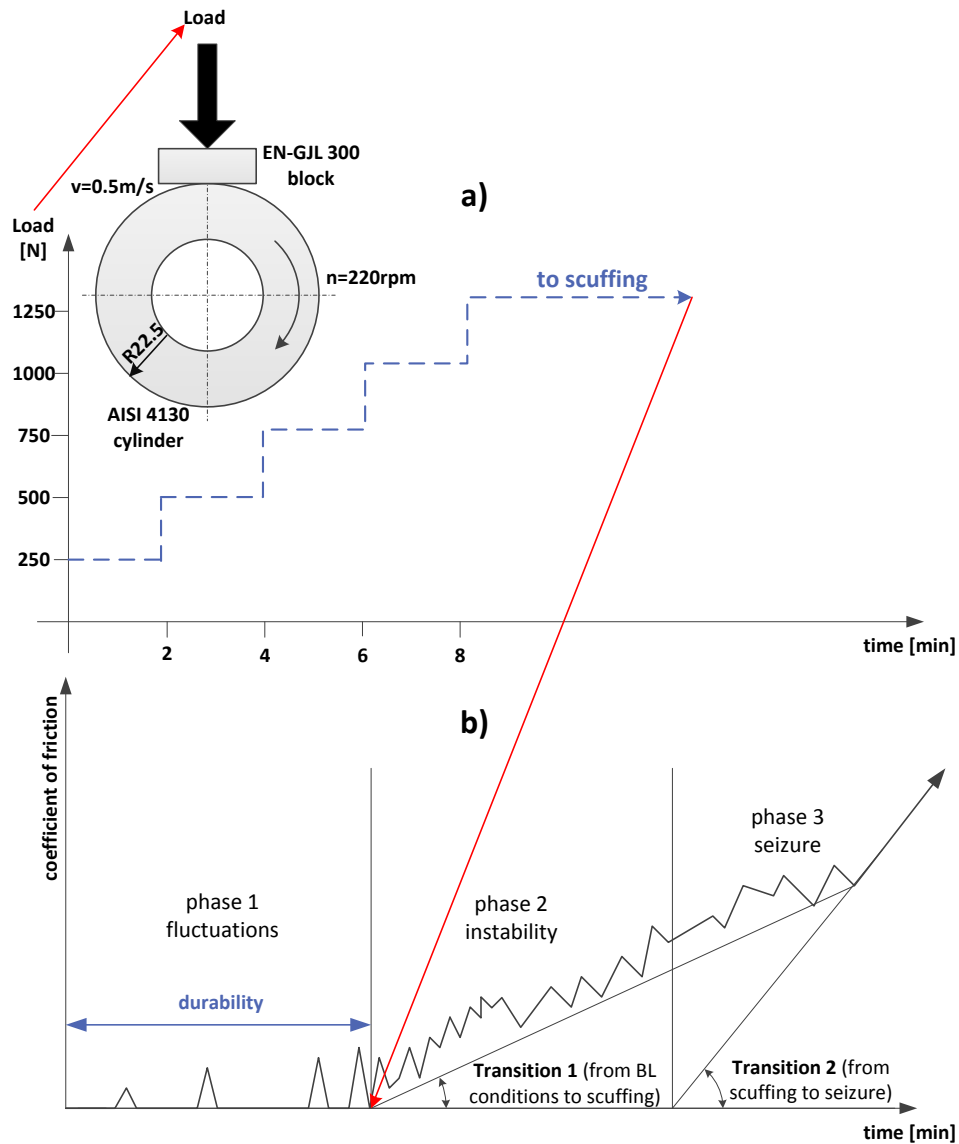 Load
EN-GJL 300
block
v=0.5m/s
a)
Load
[N]
n=220rpm
to scuffing
1250
R22.5
1000
AISI 4130
cylinder
750
500
250
2
4
6
8
time [min]
b)
coefficient of friction
phase 3
seizure
phase 1
fluctuations
phase 2
instability
durability
Transition 1 (from BL
conditions to scuffing)
Transition 2 (from
scuffing to seizure)
time [min]